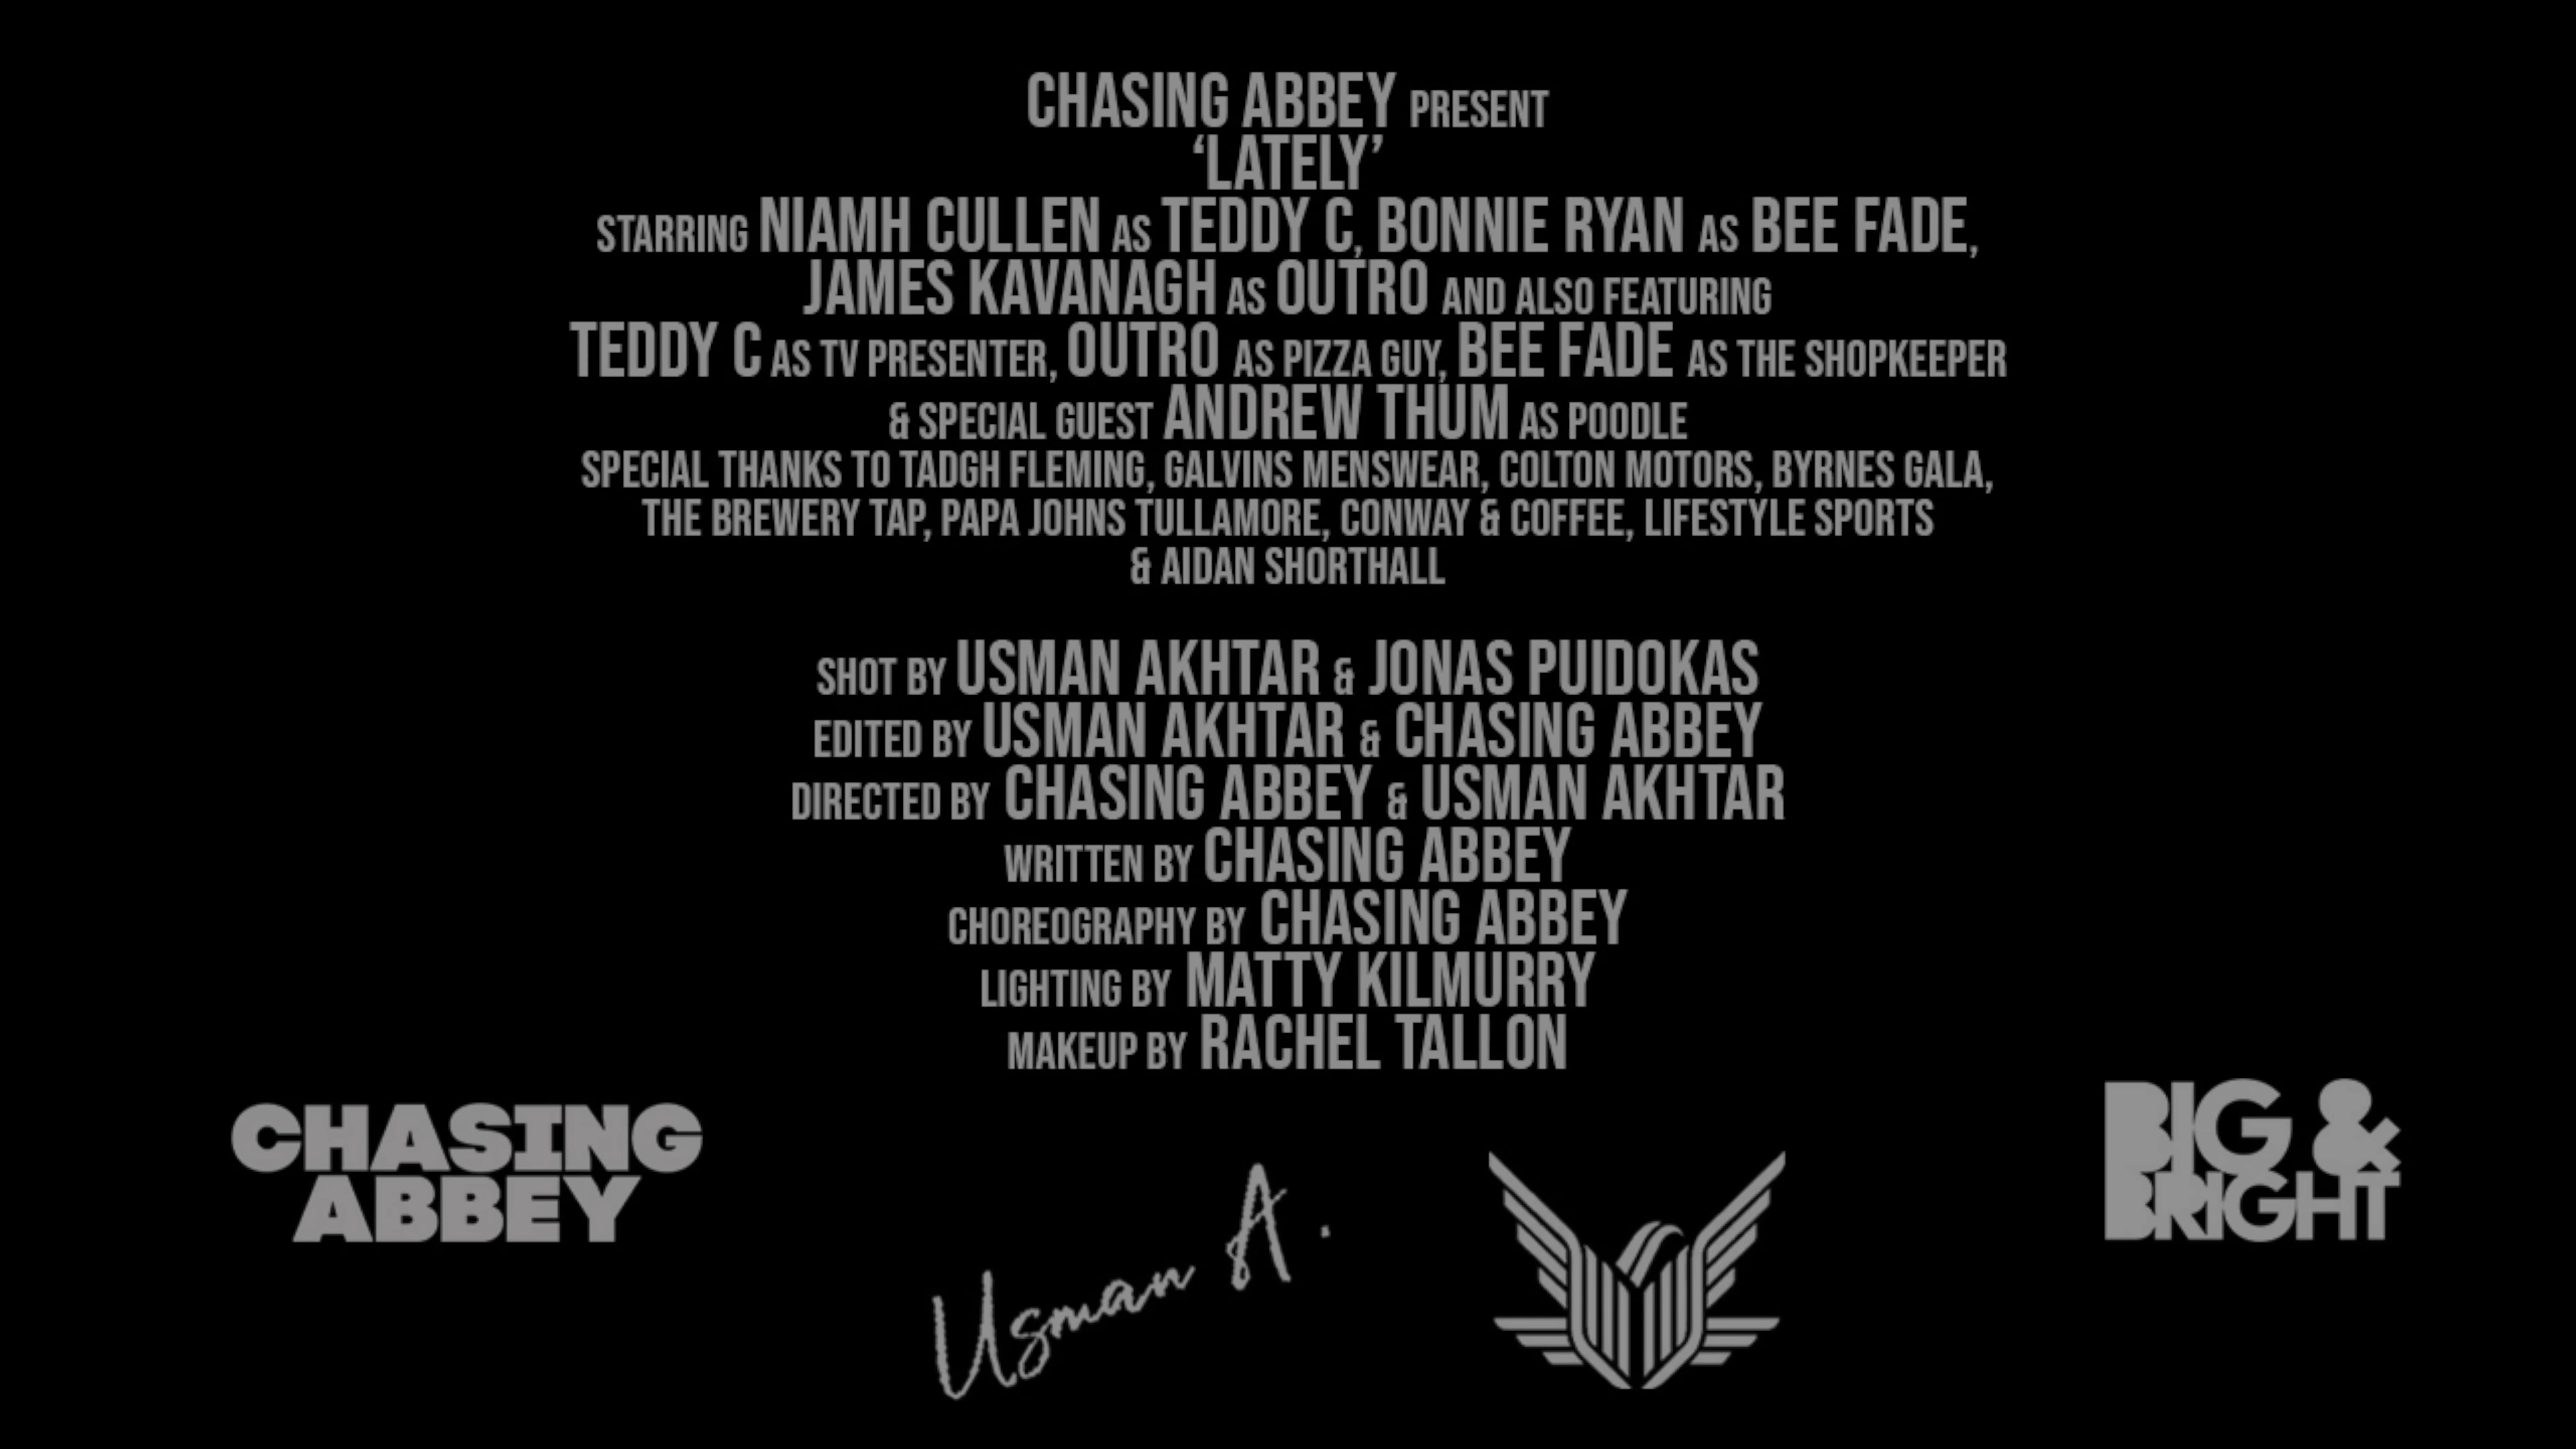 CHASING ABBEY PRESENT
‘LATELY’
STARRING NIAMH CULLEN AS TEDDY C, BONNIE RYAN AS BEE FADE,
JAMES KAVANAGH AS OUTRO AND ALSO FEATURING
TEDDY C AS TV PRESENTER, OUTRO AS PIZZA GUY, BEE FADE AS THE SHOPKEEPER
& SPECIAL GUEST ANDREW THUM AS POODLE
SPECIAL THANKS TO TADGH FLEMING, GALVINS MENSWEAR, COLTON MOTORS, BYRNES GALA,
THE BREWERY TAP, PAPA JOHNS TULLAMORE, CONWAY & COFFEE, LIFESTYLE SPORTS
& AIDAN SHORTHALL
SHOT BY USMAN AKHTAR & JONAS PUIDOKAS
EDITED BY USMAN AKHTAR & CHASING ABBEY
DIRECTED BY CHASING ABBEY & USMAN AKHTAR
WRITTEN BY CHASING ABBEY
CHOREOGRAPHY BY CHASING ABBEY
LIGHTING BY MATTY KILMURRY
MAKEUP BY RACHEL TALLON
CHASING
ABBEY
Usman A.
BIG &
BRIGHT